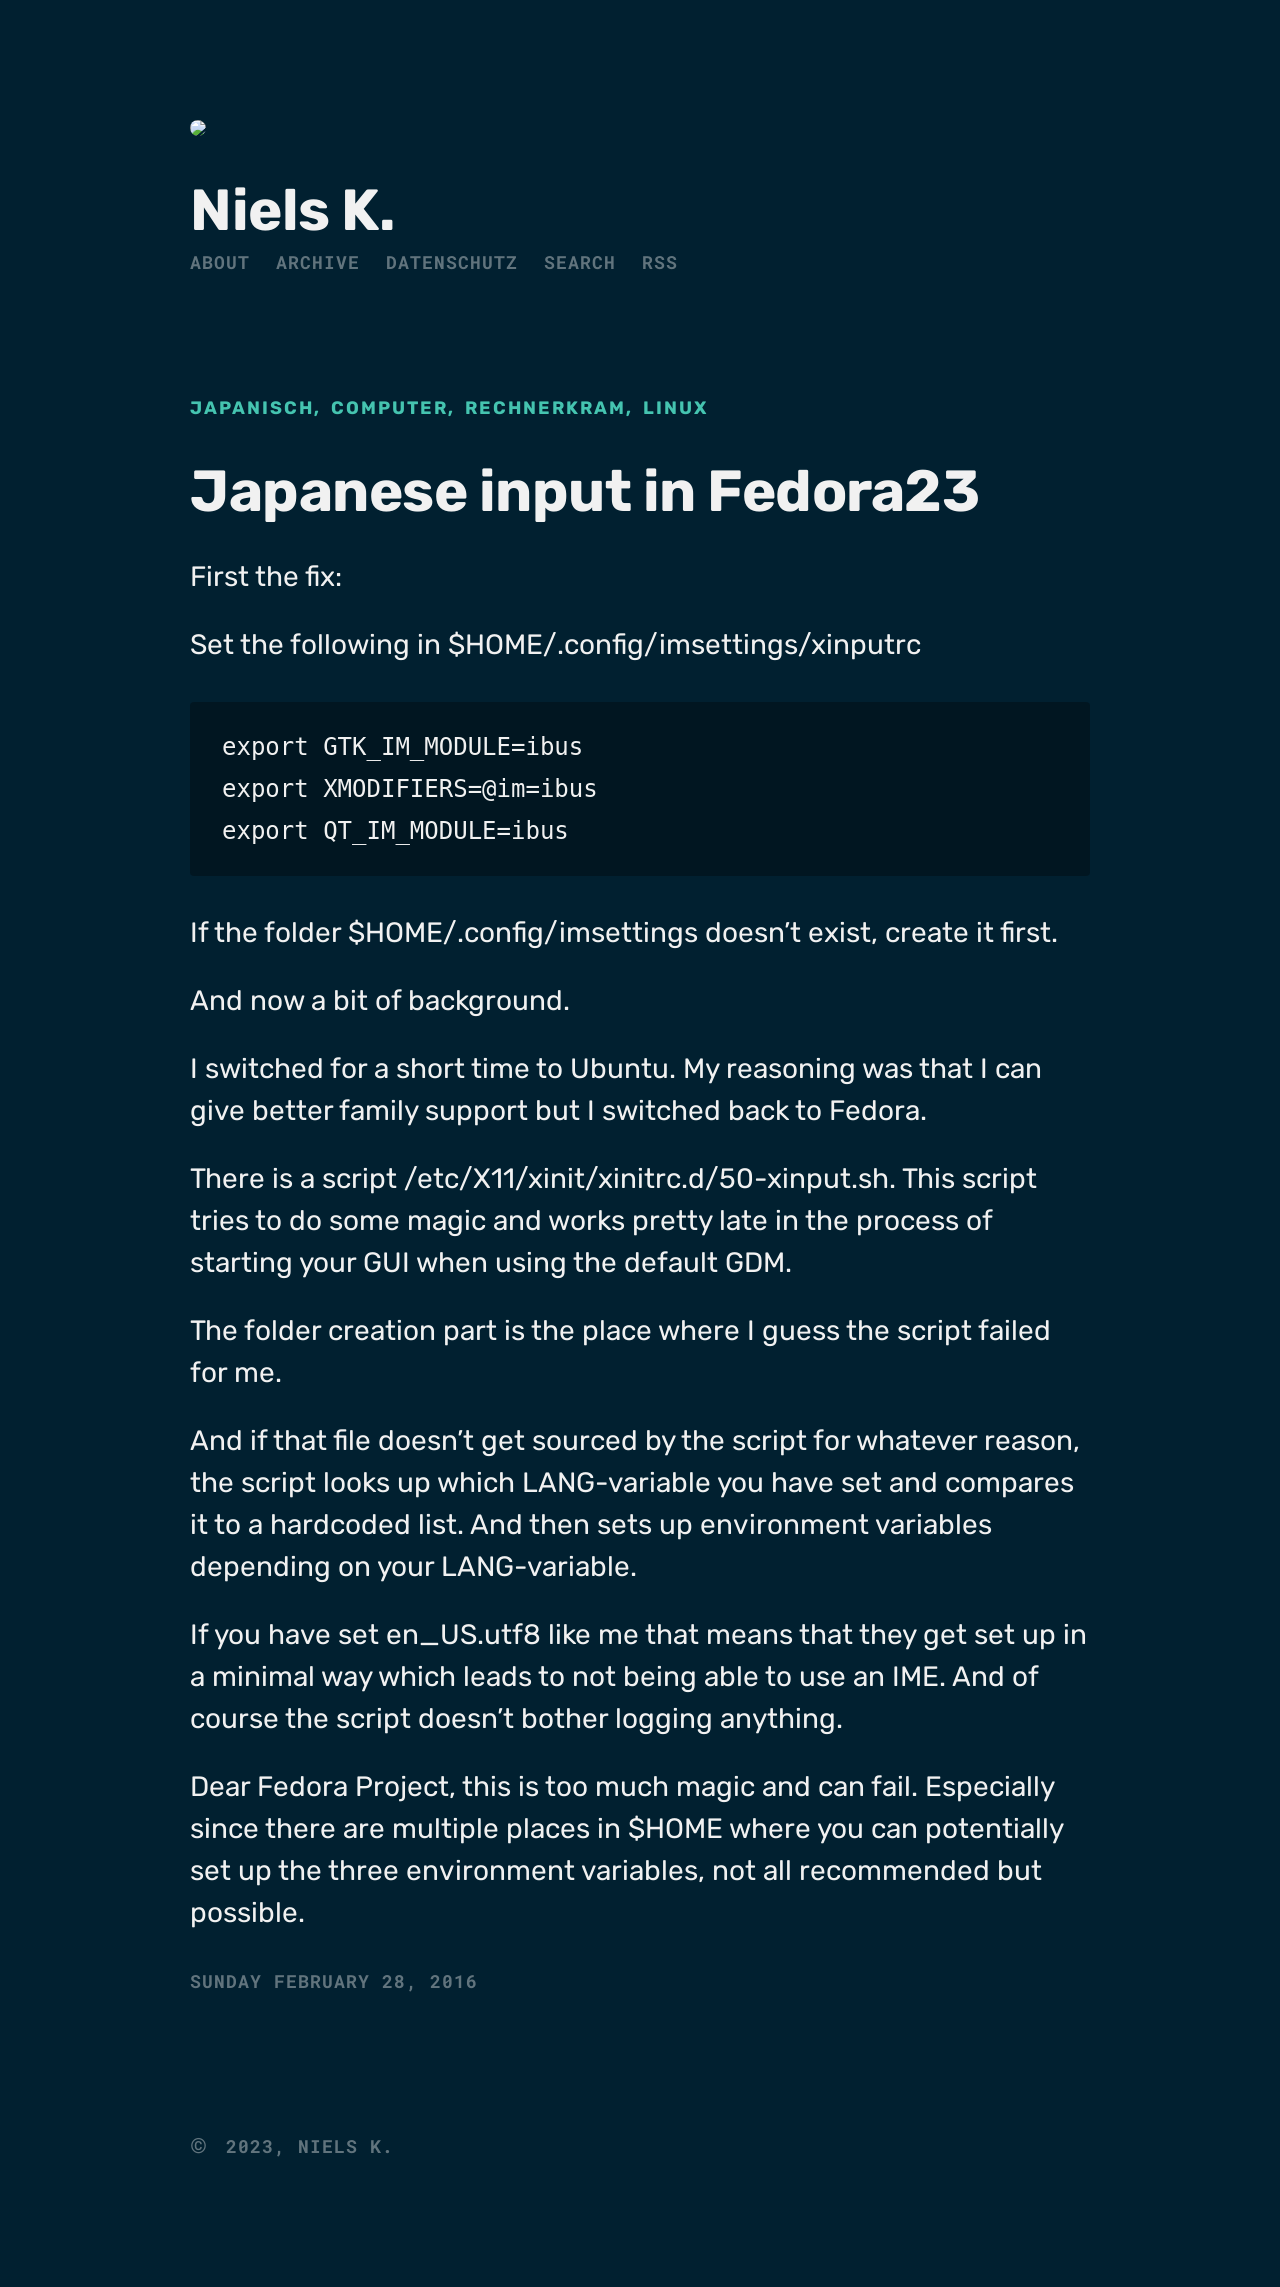 Niels K.
ABOUT ARCHIVE DATENSCHUTZ SEARCH RSS
JAPANISCH, COMPUTER, RECHNERKRAM, LINUX
Japanese input in Fedora23
First the fix:
Set the following in $HOME/.config/imsettings/xinputrc
export GTK_IM_MODULE=ibus
export XMODIFIERS=@im=ibus
export QT_IM_MODULE=ibus
If the folder $HOME/.config/imsettings doesn’t exist, create it first.
And now a bit of background.
I switched for a short time to Ubuntu. My reasoning was that I can
give better family support but I switched back to Fedora.
There is a script /etc/X11/xinit/xinitrc.d/50-xinput.sh. This script
tries to do some magic and works pretty late in the process of
starting your GUI when using the default GDM.
The folder creation part is the place where I guess the script failed
for me.
And if that file doesn’t get sourced by the script for whatever reason,
the script looks up which LANG-variable you have set and compares
it to a hardcoded list. And then sets up environment variables
depending on your LANG-variable.
If you have set en_US.utf8 like me that means that they get set up in
a minimal way which leads to not being able to use an IME. And of
course the script doesn’t bother logging anything.
Dear Fedora Project, this is too much magic and can fail. Especially
since there are multiple places in $HOME where you can potentially
set up the three environment variables, not all recommended but
possible.
SUNDAY FEBRUARY 28, 2016
© 2023, NIELS K.